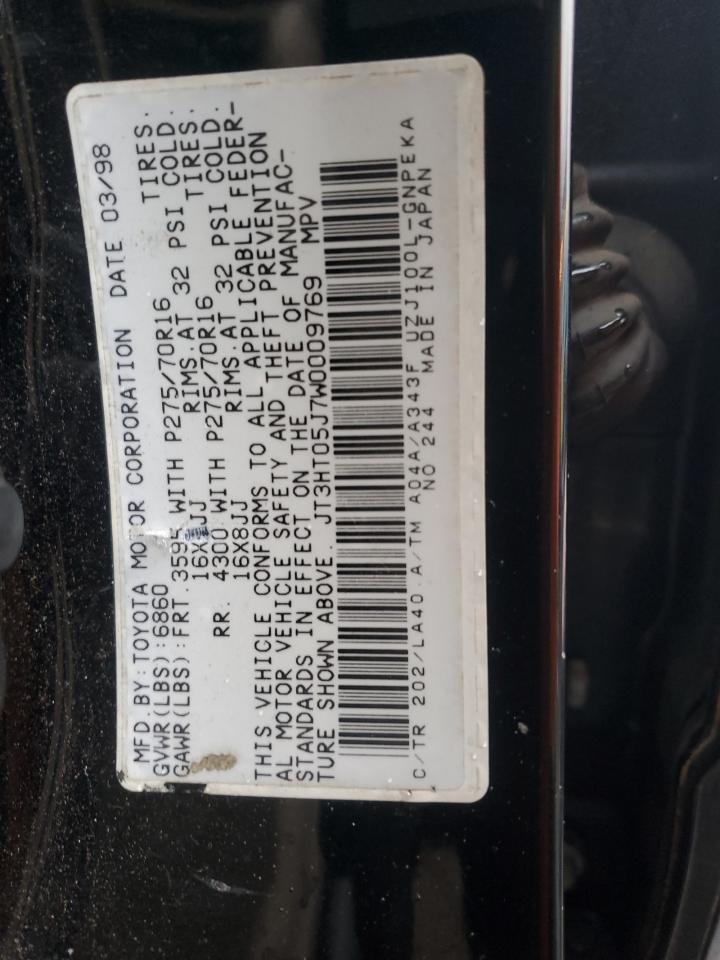 MFD. BY: TOYOTA MOTOR CORPORATION DATE 03/98
GVWR(LBS):6860
GAWR(LBS):FRT. 3595 WITH P275/70R16 TIRES.
16X8JJ RIMS. AT 32 PSI COLD.
RR. 4300 WITH P275/70R16 TIRES.
16X8JJ RIMS. AT 32 PSI COLD.
THIS VEHICLE CONFORMS TO ALL APPLICABLE FEDER-
AL MOTOR VEHICLE SAFETY AND THEFT PREVENTION
STANDARDS IN EFFECT ON THE DATE OF MANUFAC-
TURE SHOWN ABOVE. JT3HT05J7W0009769 MPV
C/TR 202/LA40 A/TM A04A/A343F UZJ100L-GNPEKA
NO 244 MADE IN JAPAN